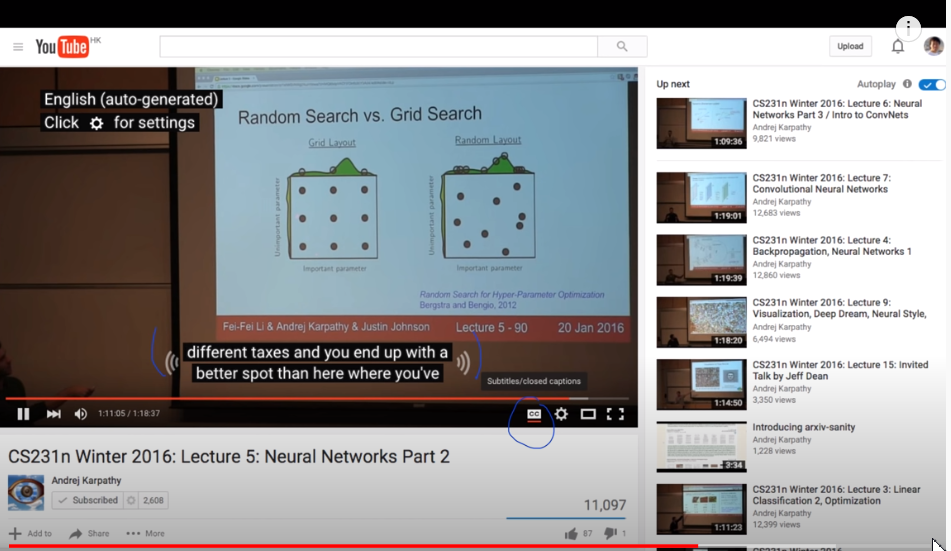 YouTube HK
Upload
English (auto-generated)
Click for settings
Random Search vs. Grid Search
Grid Layout
Random Layout
Unimportant parameter
Important parameter
Unimportant parameter
Important parameter
Random Search for Hyper-Parameter Optimization
Bergstra and Bengio, 2012
Fei-Fei Li & Andrej Karpathy & Justin Johnson
Lecture 5 - 90
20 Jan 2016
different taxes and you end up with a
better spot than here where you've
Subtitles/closed captions
1:11:05 / 1:18:37
CC
CS231n Winter 2016: Lecture 5: Neural Networks Part 2
Andrej Karpathy
Subscribed
2,608
11,097
Add to
Share
More
87
1
Up next
Autoplay
CS231n Winter 2016: Lecture 6: Neural
Networks Part 3 / Intro to ConvNets
Andrej Karpathy
9,821 views
1:09:36
CS231n Winter 2016: Lecture 7:
Convolutional Neural Networks
Andrej Karpathy
12,683 views
1:19:01
CS231n Winter 2016: Lecture 4:
Backpropagation, Neural Networks 1
Andrej Karpathy
12,860 views
1:19:39
CS231n Winter 2016: Lecture 9:
Visualization, Deep Dream, Neural Style,
Andrej Karpathy
6,494 views
1:18:20
CS231n Winter 2016: Lecture 15: Invited
Talk by Jeff Dean
Andrej Karpathy
3,350 views
1:14:50
Introducing arxiv-sanity
Andrej Karpathy
1,228 views
3:34
CS231n Winter 2016: Lecture 3: Linear
Classification 2, Optimization
Andrej Karpathy
12,399 views
1:11:23